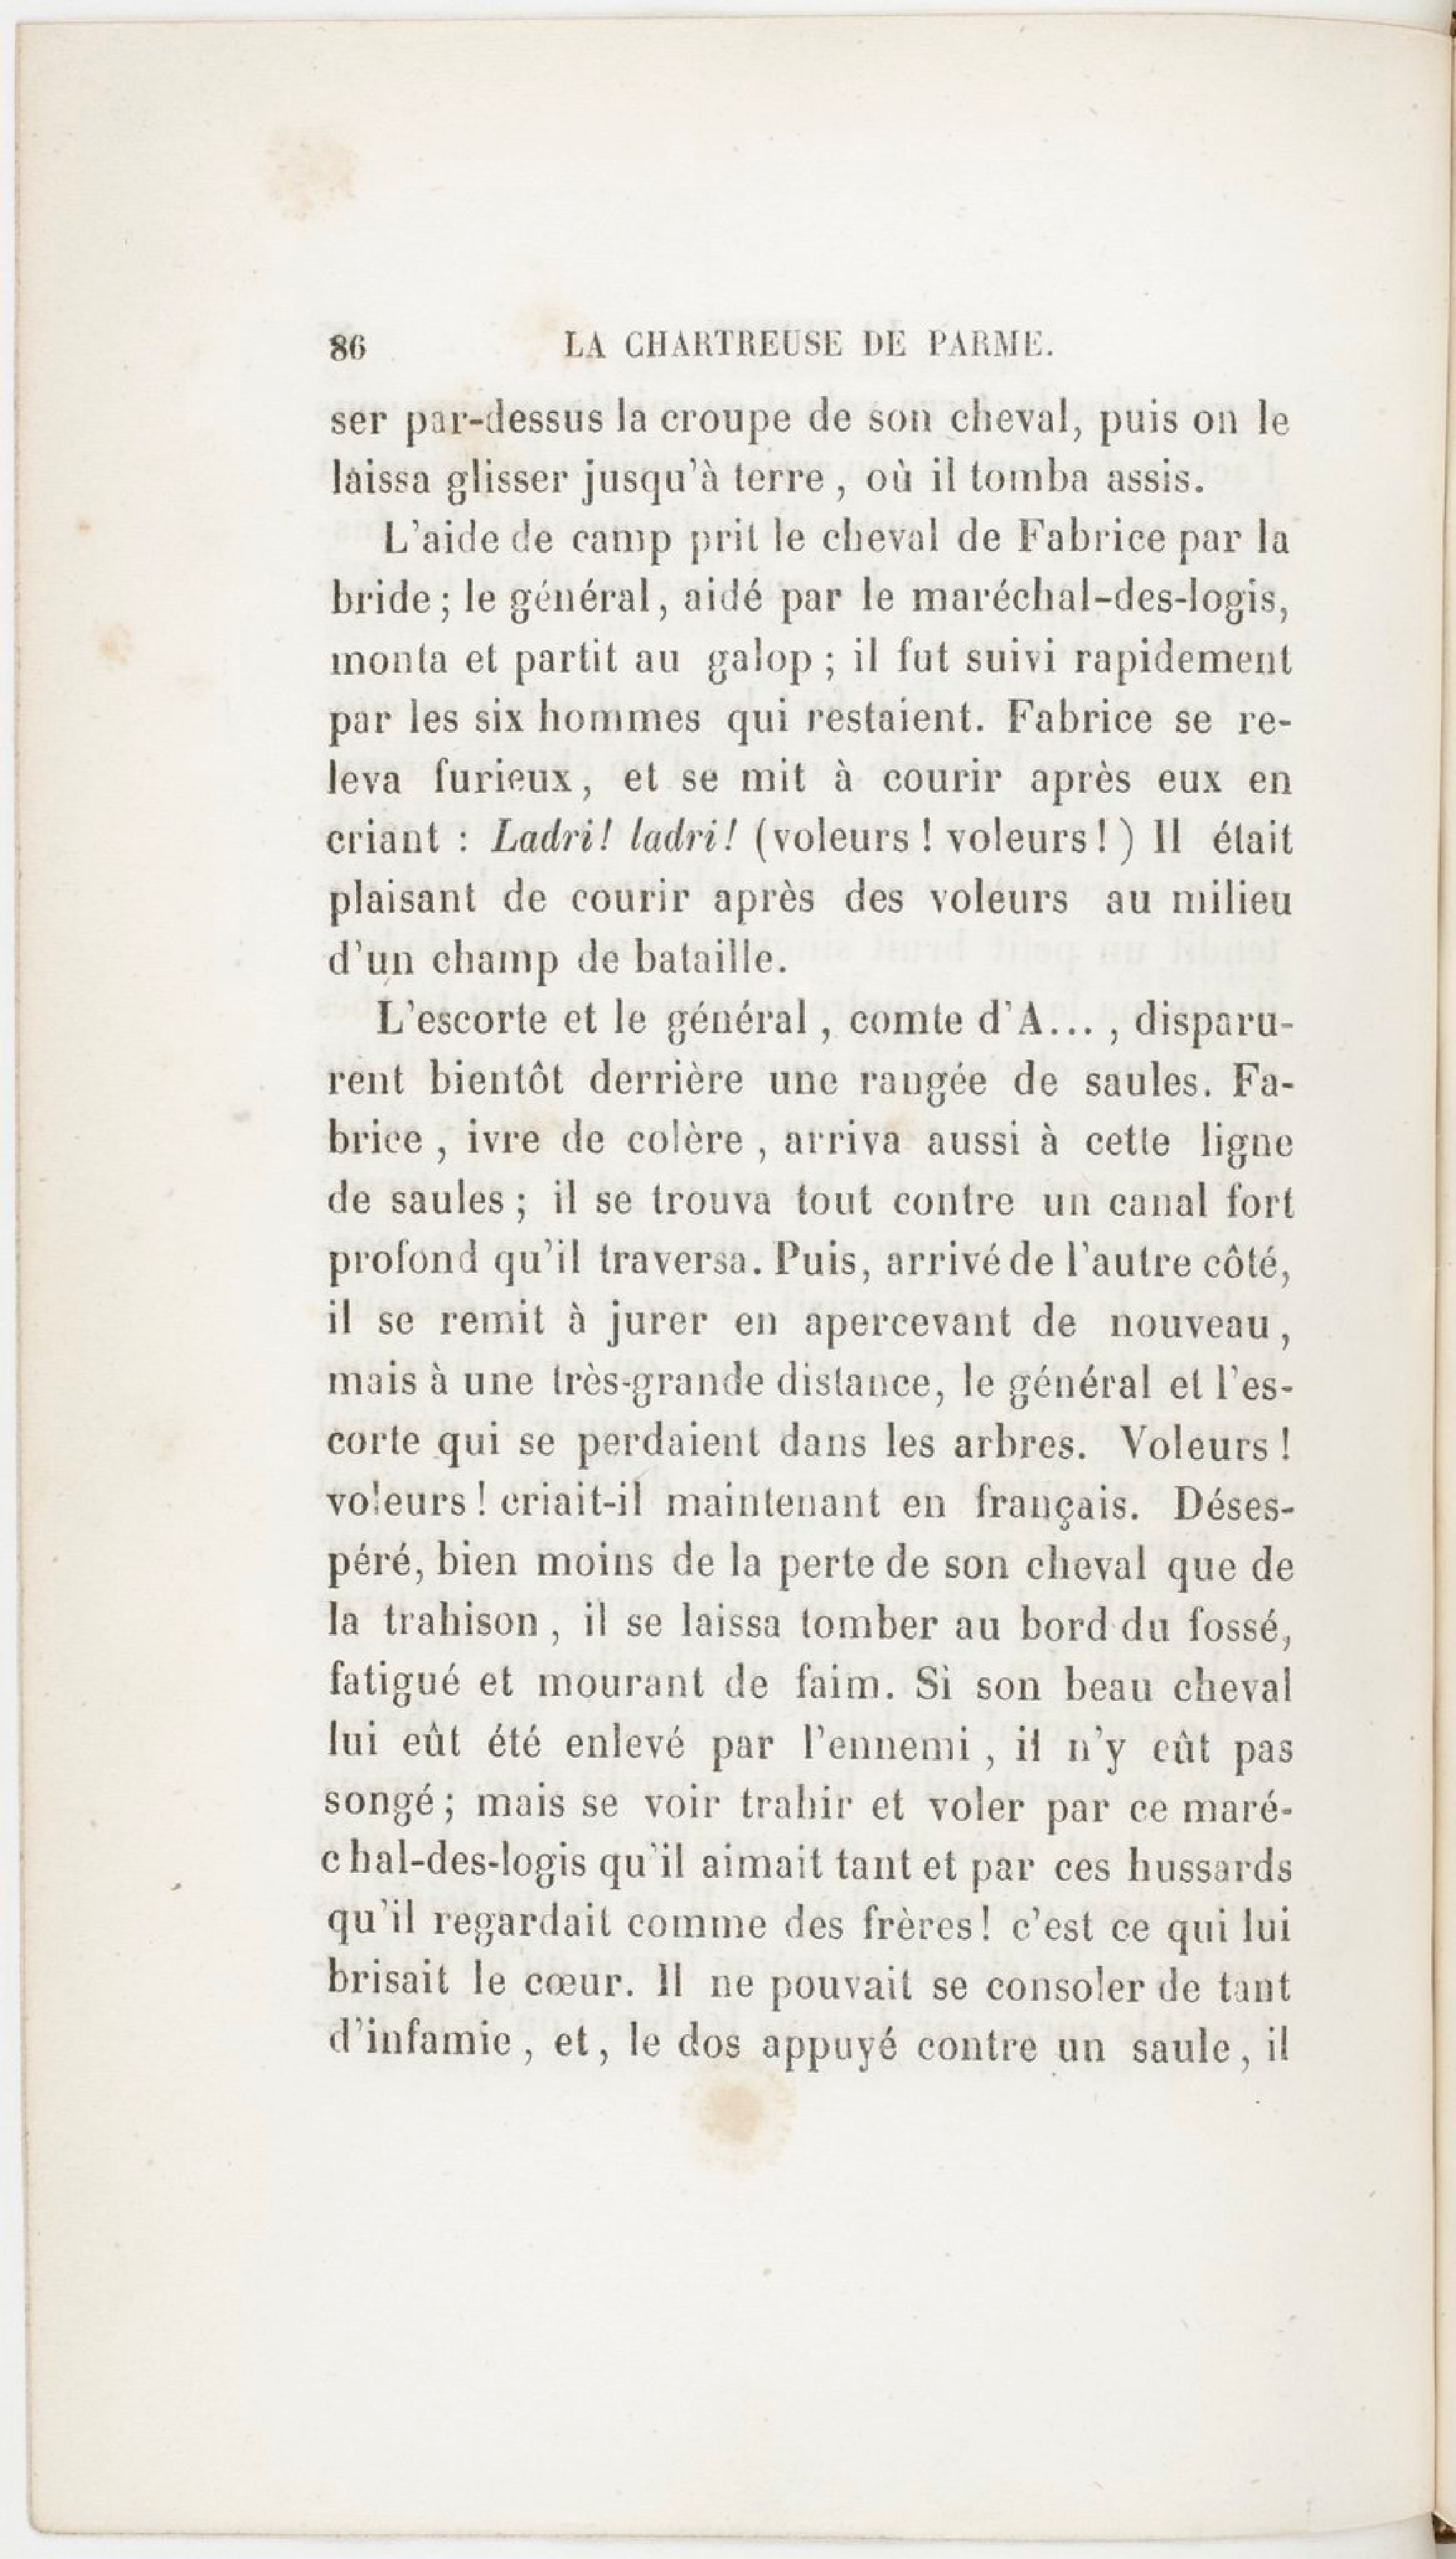 86 LA CHARTREUSE DE PARME.
ser par-dessus la croupe de son cheval, puis on le
laissa glisser jusqu'à terre, où il tomba assis.
L'aide de camp prit le cheval de Fabrice par la
bride; le général, aidé par le maréchal-des-logis,
monta et partit au galop; il fut suivi rapidement
par les six hommes qui restaient. Fabrice se re-
leva furieux, et se mit à courir après eux en
criant : Ladri! ladri! (voleurs! voleurs!) Il était
plaisant de courir après des voleurs au milieu
d'un champ de bataille.
L'escorte et le général, comte d'A..., disparu-
rent bientôt derrière une rangée de saules. Fa-
brice, ivre de colère, arriva aussi à cette ligne
de saules; il se trouva tout contre un canal fort
profond qu'il traversa. Puis, arrivé de l'autre côté,
il se remit à jurer en apercevant de nouveau,
mais à une très-grande distance, le général et l'es-
corte qui se perdaient dans les arbres. Voleurs!
voleurs! criait-il maintenant en français. Déses-
péré, bien moins de la perte de son cheval que de
la trahison, il se laissa tomber au bord du fossé,
fatigué et mourant de faim. Si son beau cheval
lui eût été enlevé par l'ennemi, il n'y eût pas
songé; mais se voir trahir et voler par ce maré-
chal-des-logis qu'il aimait tant et par ces hussards
qu'il regardait comme des frères! c'est ce qui lui
brisait le cœur. Il ne pouvait se consoler de tant
d'infamie, et, le dos appuyé contre un saule, il